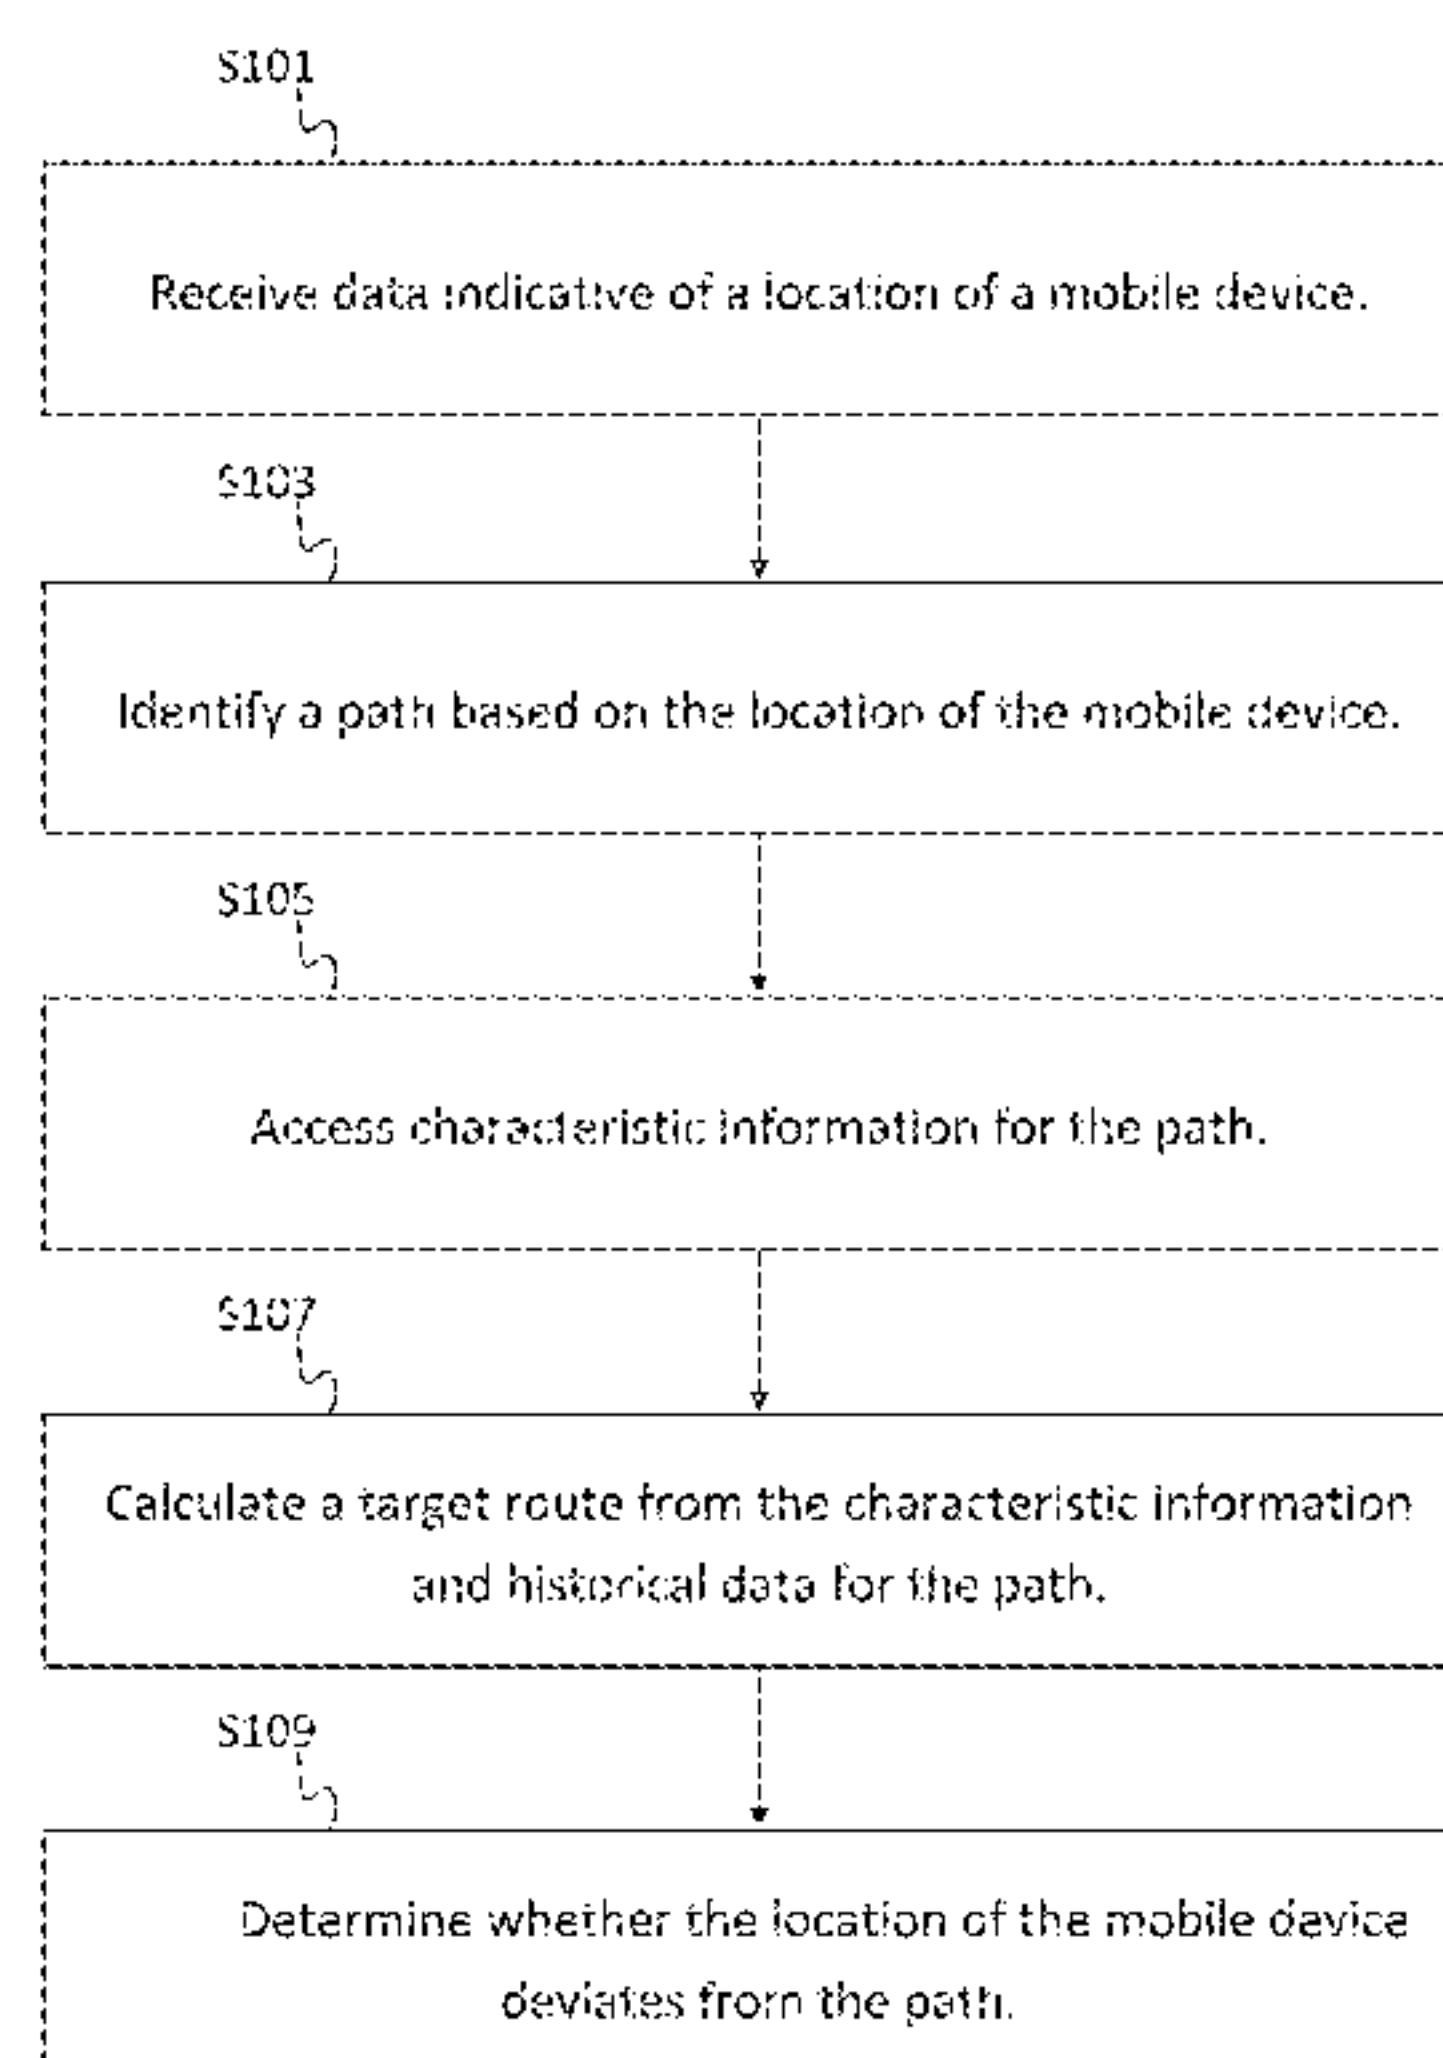 S101
Receive data indicative of a location of a mobile device.
S103
Identify a path based on the location of the mobile device.
S105
Access characteristic information for the path.
S107
Calculate a target route from the characteristic information
and historical data for the path.
S109
Determine whether the location of the mobile device
deviates from the path.